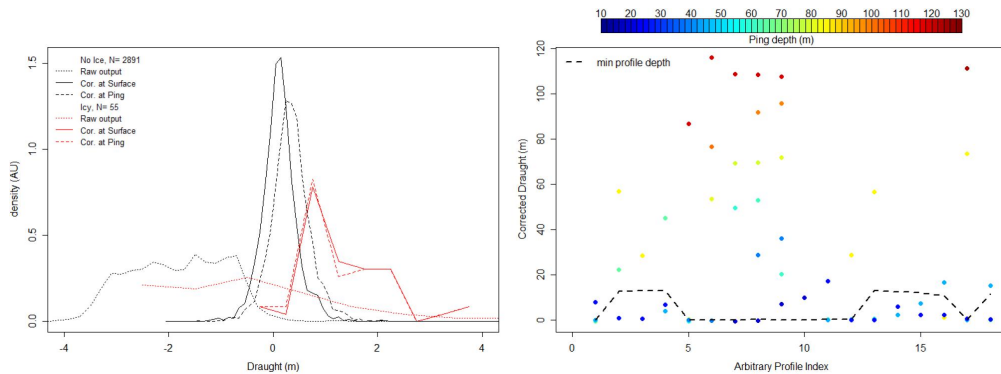 No Ice, N= 2891
Raw output
Cor. at Surface
Cor. at Ping
Icy, N= 55
Raw output
Cor. at Surface
Cor. at Ping
density (AU)
0.0
0.5
1.0
1.5
-4 -2 0 2 4
Draught (m)
10 20 30 40 50 60 70 80 90 100 110 120 130
Ping depth (m)
min profile depth
Corrected Draught (m)
120
100
80
60
40
20
0
0 5 10 15
Arbitrary Profile Index